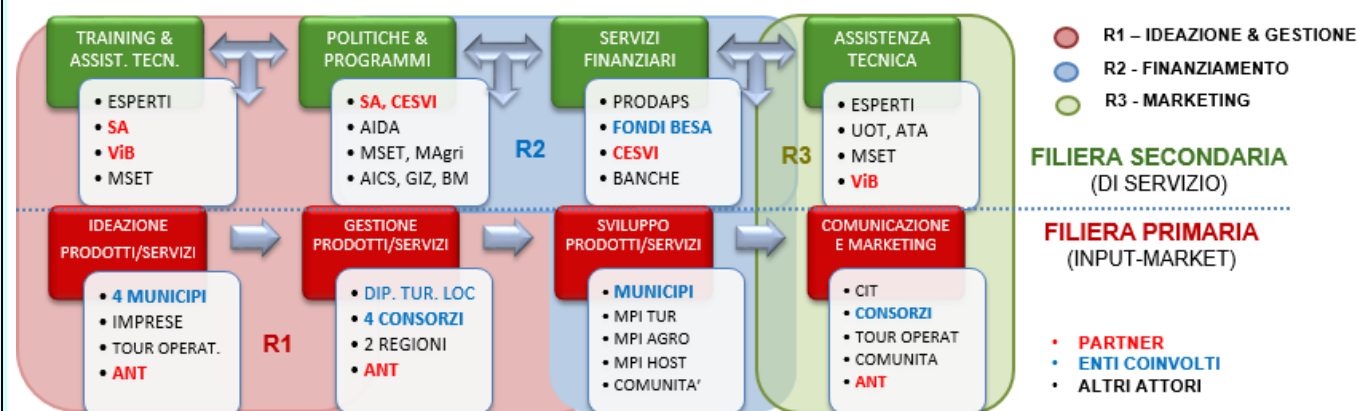 TRAINING &
ASSIST. TECN.
• ESPERTI
• SA
• ViB
• MSET
POLITICHE &
PROGRAMMI
• SA, CESVI
• AIDA
• MSET, MAgri
• AICS, GIZ, BM
R2
SERVIZI
FINANZIARI
• PRODAPS
• FONDI BESA
• CESVI
• BANCHE
R3
ASSISTENZA
TECNICA
• ESPERTI
• UOT, ATA
• MSET
• ViB
R1 – IDEAZIONE & GESTIONE
R2 - FINANZIAMENTO
R3 - MARKETING
FILIERA SECONDARIA
(DI SERVIZIO)
IDEAZIONE
PRODOTTI/SERVIZI
• 4 MUNICIPI
• IMPRESE
• TOUR OPERAT.
• ANT
R1
GESTIONE
PRODOTTI/SERVIZI
• DIP. TUR. LOC
• 4 CONSORZI
• 2 REGIONI
• ANT
SVILUPPO
PRODOTTI/SERVIZI
• MUNICIPI
• MPI TUR
• MPI AGRO
• MPI HOST
• COMUNITA’
COMUNICAZIONE
E MARKETING
• CIT
• CONSORZI
• TOUR OPERAT
• COMUNITA
• ANT
FILIERA PRIMARIA
(INPUT-MARKET)
• PARTNER
• ENTI COINVOLTI
• ALTRI ATTORI